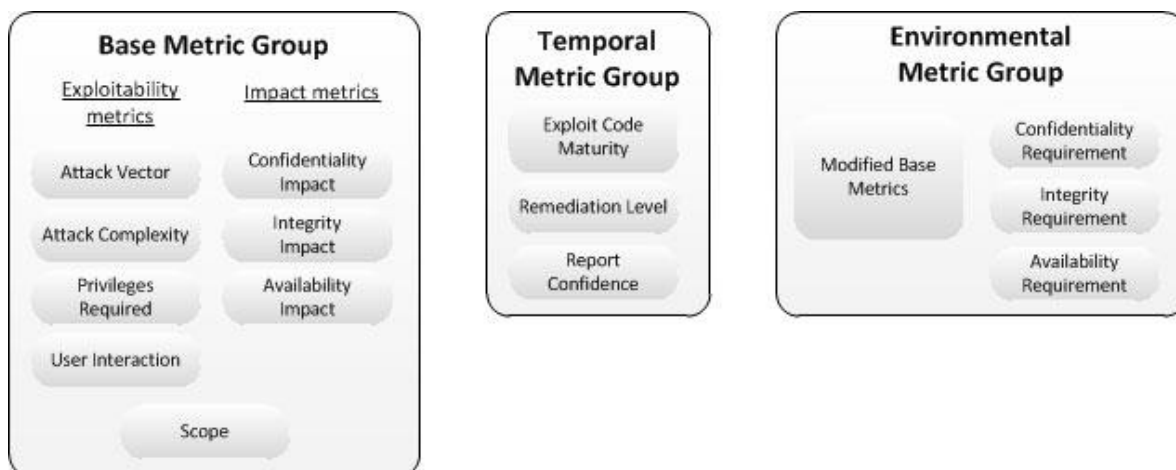 Base Metric Group
Exploitability
metrics
Impact metrics
Attack Vector
Attack Complexity
Privileges
Required
User Interaction
Confidentiality
Impact
Integrity
Impact
Availability
Impact
Scope
Temporal
Metric Group
Exploit Code
Maturity
Remediation Level
Report
Confidence
Environmental
Metric Group
Modified Base
Metrics
Confidentiality
Requirement
Integrity
Requirement
Availability
Requirement